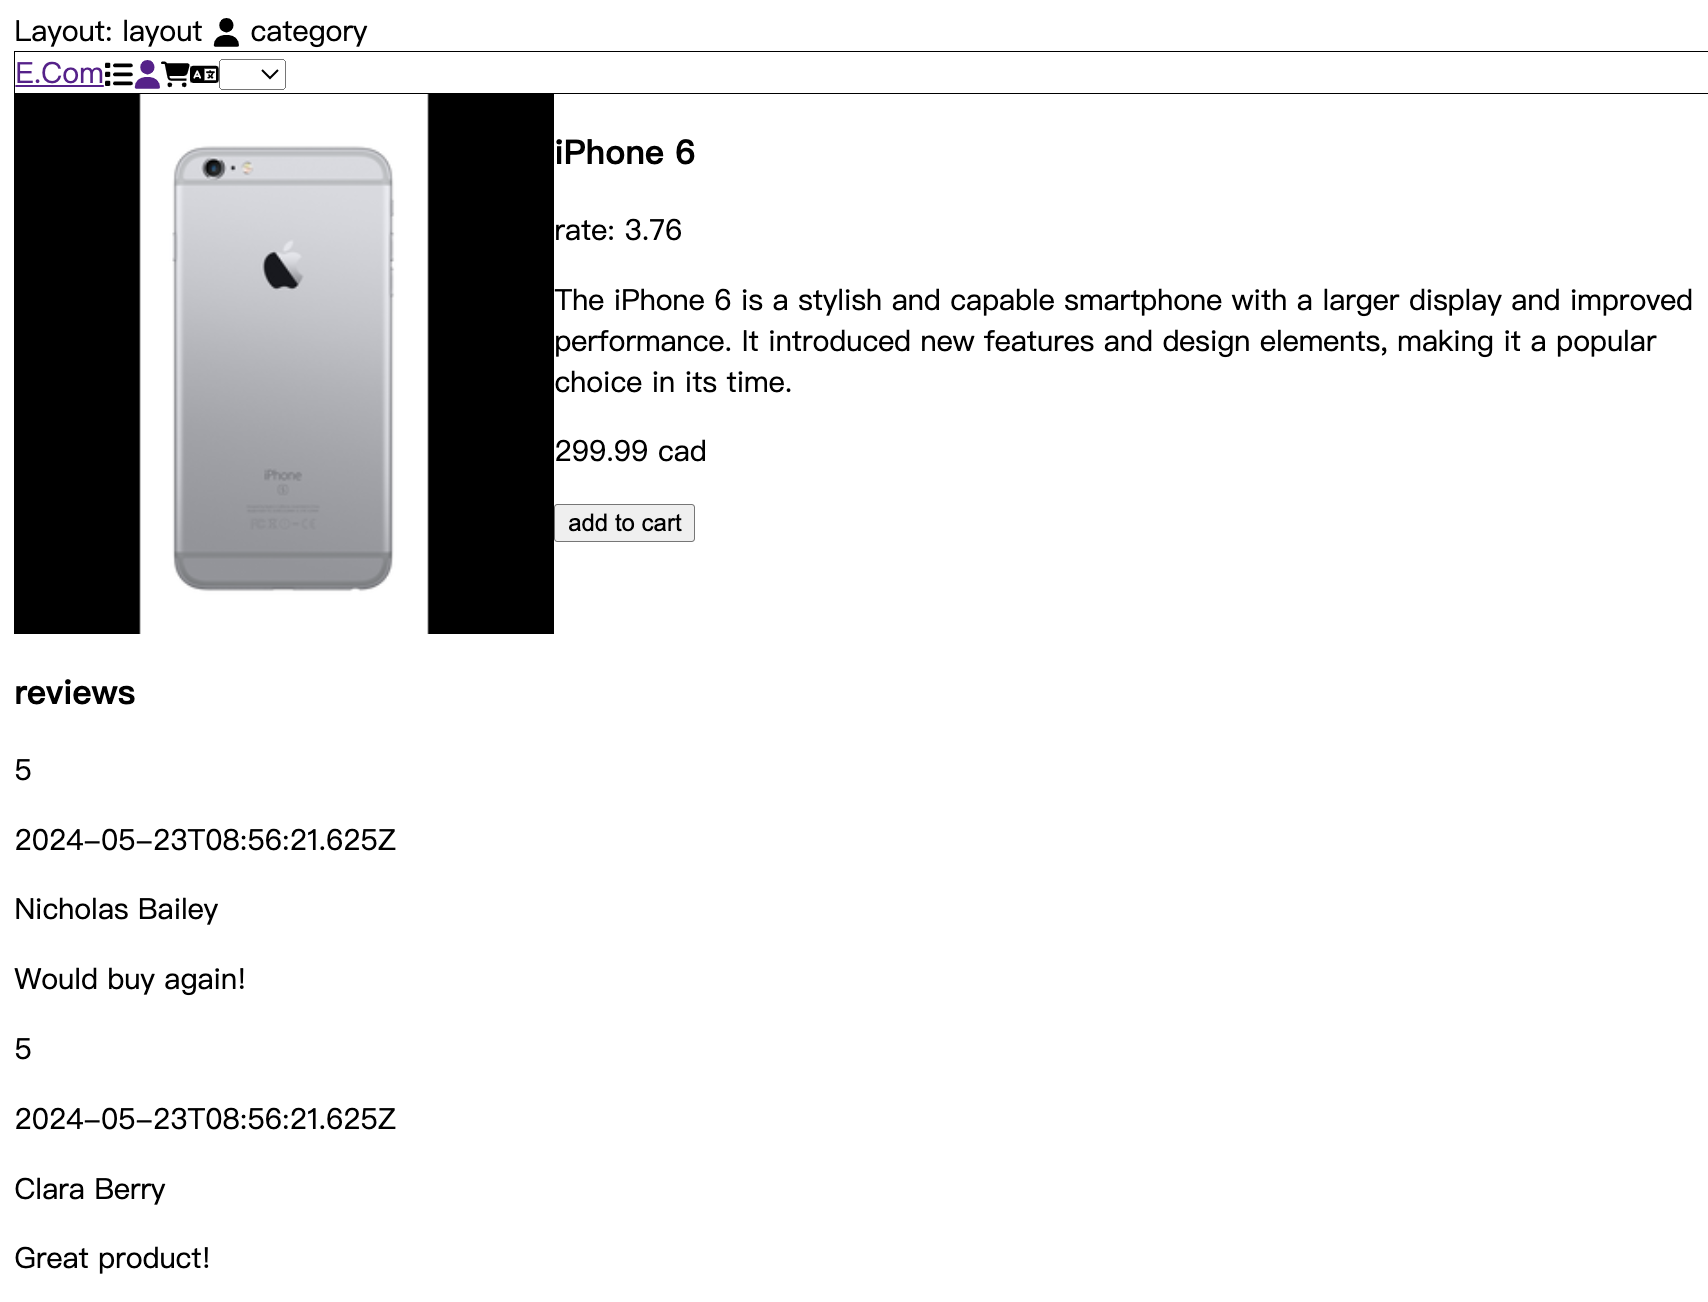 Layout: layout category
E.Com
iPhone 6
rate: 3.76
The iPhone 6 is a stylish and capable smartphone with a larger display and improved
performance. It introduced new features and design elements, making it a popular
choice in its time.
299.99 cad
add to cart
iPhone
S
reviews
5
2024-05-23T08:56:21.625Z
Nicholas Bailey
Would buy again!
5
2024-05-23T08:56:21.625Z
Clara Berry
Great product!